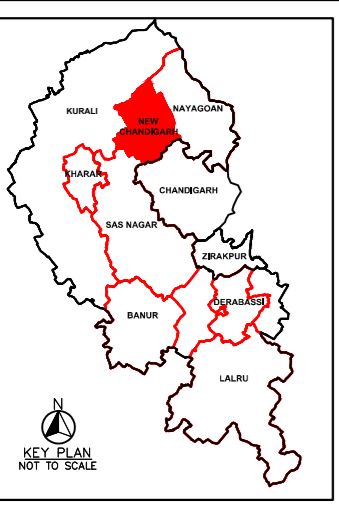 KURALI
NAYAGOAN
NEW
CHANDIGARH
KHARAR
CHANDIGARH
SAS NAGAR
ZIRAKPUR
DERABASSI
BANUR
LALRU
N
KEY PLAN
NOT TO SCALE